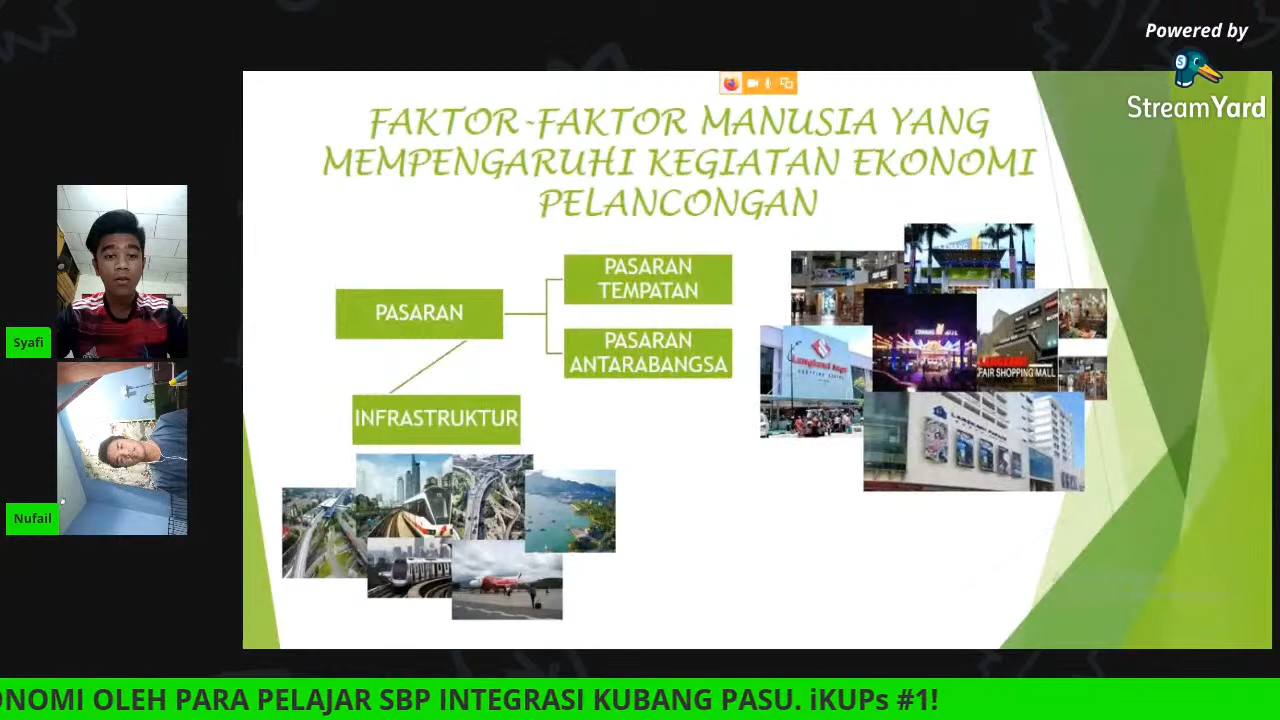 Powered by
StreamYard
FAKTOR-FAKTOR MANUSIA YANG
MEMPENGARUHI KEGIATAN EKONOMI
PELANCONGAN
PASARAN
PASARAN
TEMPATAN
PASARAN
ANTARABANGSA
INFRASTRUKTUR
LANGKAWI
FAIR SHOPPING MALL
Syafi
Nufail
ONOMI OLEH PARA PELAJAR SBP INTEGRASI KUBANG PASU. iKUPs #1!